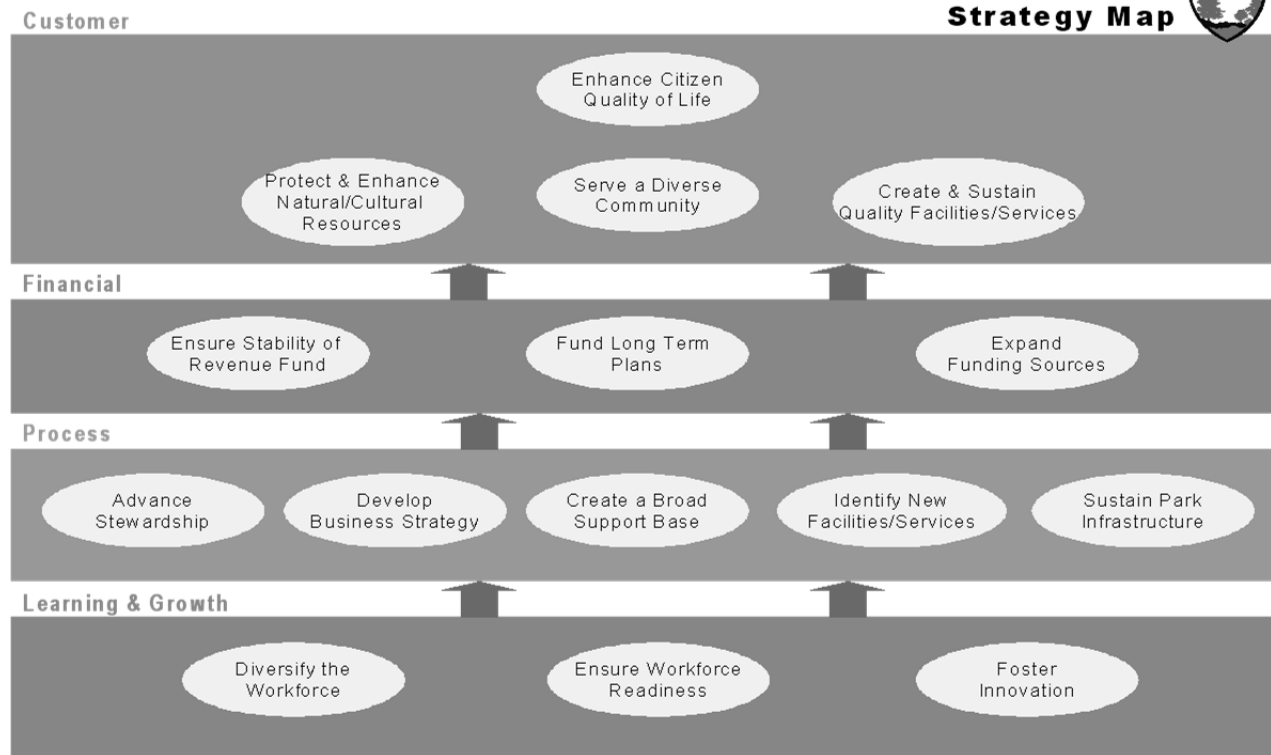 Customer
Strategy Map
Enhance Citizen
Quality of Life
Protect & Enhance
Natural/Cultural
Resources
Serve a Diverse
Community
Create & Sustain
Quality Facilities/Services
Financial
Ensure Stability of
Revenue Fund
Fund Long Term
Plans
Expand
Funding Sources
Process
Advance
Stewardship
Develop
Business Strategy
Create a Broad
Support Base
Identify New
Facilities/Services
Sustain Park
Infrastructure
Learning & Growth
Diversify the
Workforce
Ensure Workforce
Readiness
Foster
Innovation